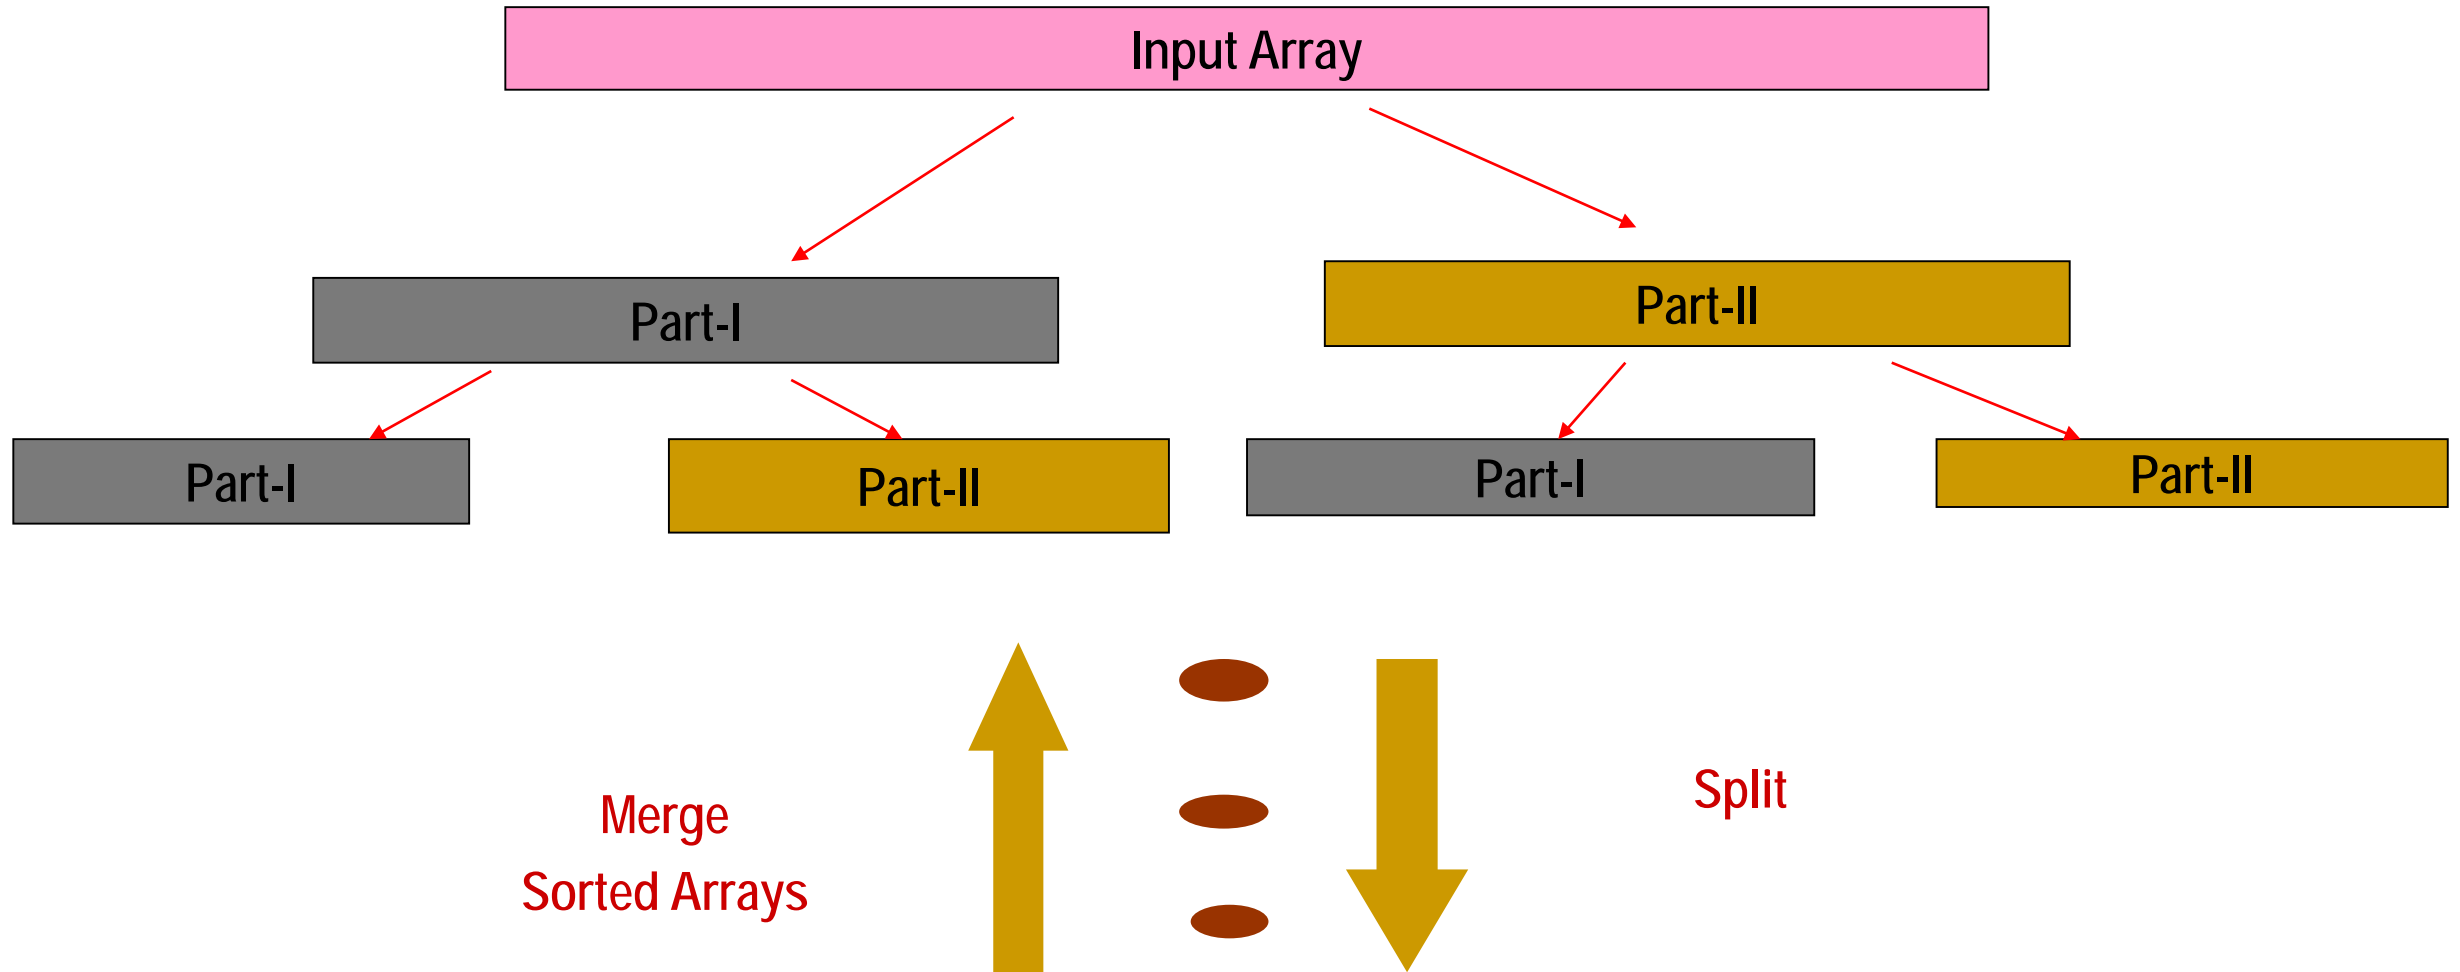 Input Array
Part-I
Part-II
Part-I
Part-II
Part-I
Part-II
Merge
Sorted Arrays
Split